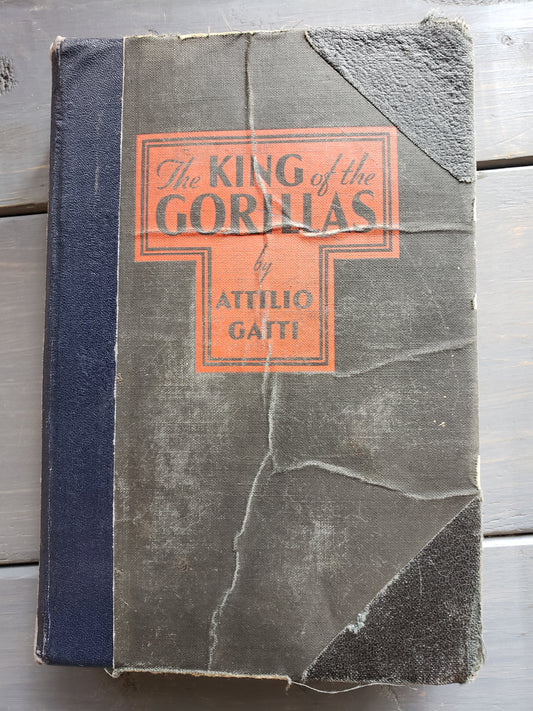 The KING of the
GORILLAS
by
ATTILIO
GATTI